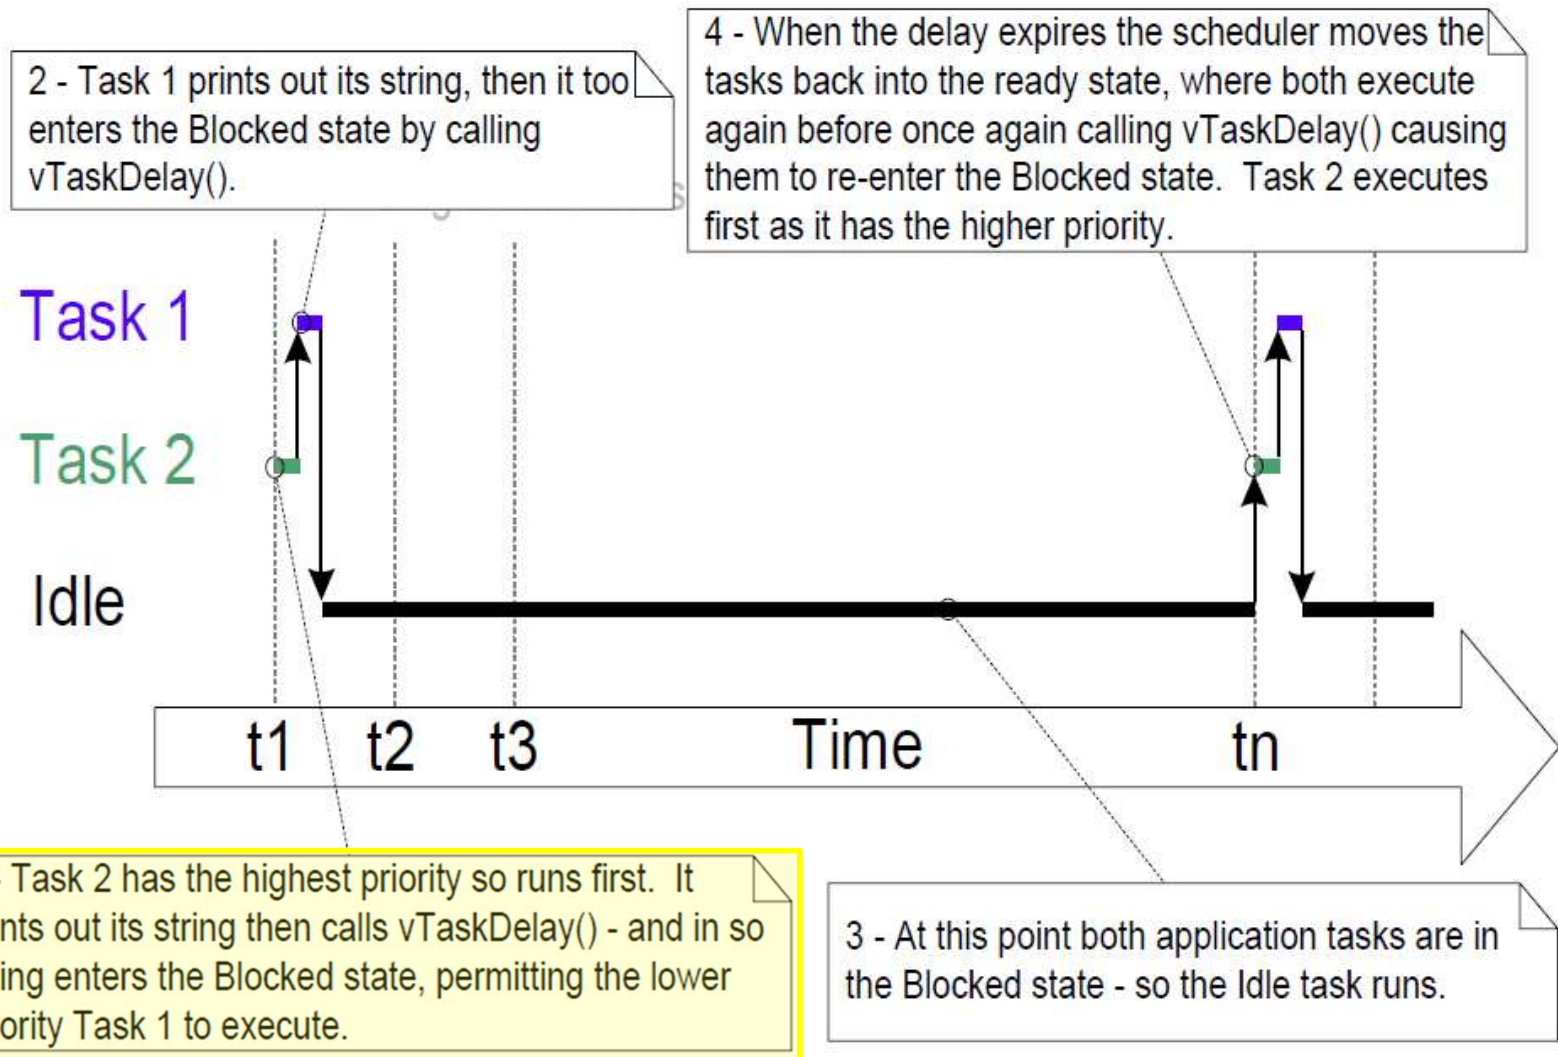 2 - Task 1 prints out its string, then it too
enters the Blocked state by calling
vTaskDelay().
4 - When the delay expires the scheduler moves the
tasks back into the ready state, where both execute
again before once again calling vTaskDelay() causing
them to re-enter the Blocked state. Task 2 executes
first as it has the higher priority.
Task 1
Task 2
Idle
t1 t2 t3 Time tn
- Task 2 has the highest priority so runs first. It
nts out its string then calls vTaskDelay() - and in so
ing enters the Blocked state, permitting the lower
ority Task 1 to execute.
3 - At this point both application tasks are in
the Blocked state - so the Idle task runs.